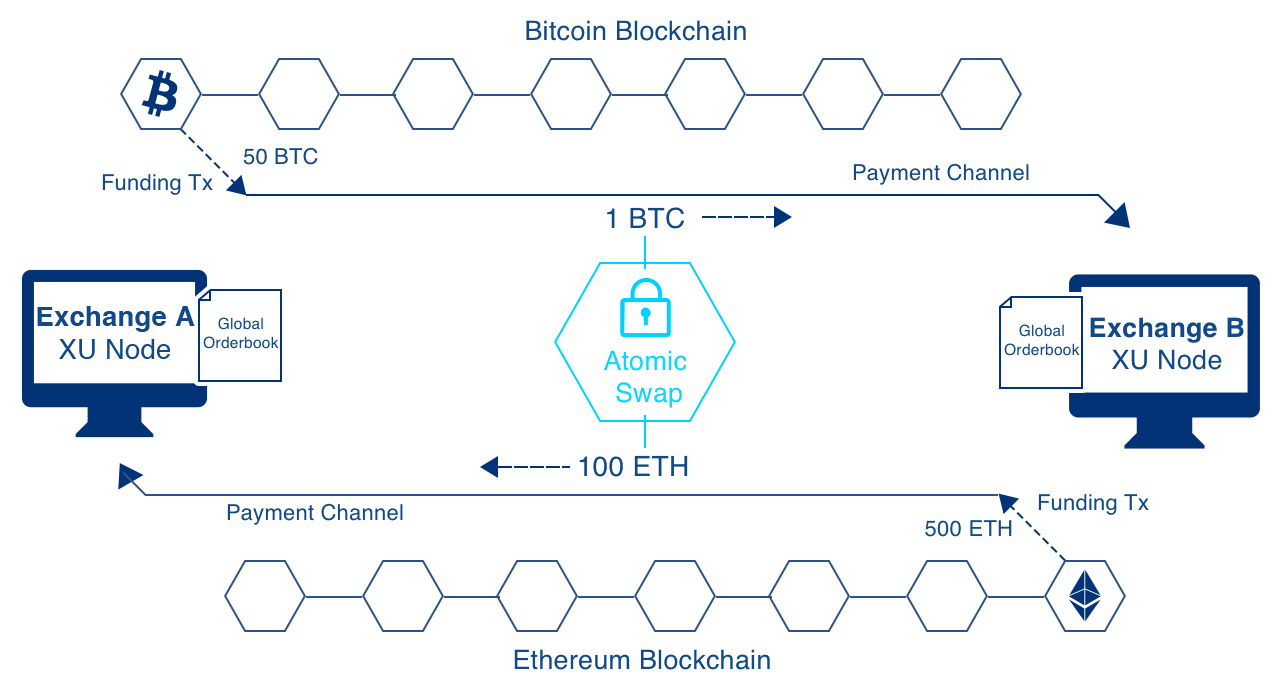 Bitcoin Blockchain
50 BTC
Funding Tx
Payment Channel
1 BTC
Exchange A
XU Node
Global
Orderbook
Atomic
Swap
Global
Orderbook
Exchange B
XU Node
100 ETH
Payment Channel
Funding Tx
500 ETH
Ethereum Blockchain